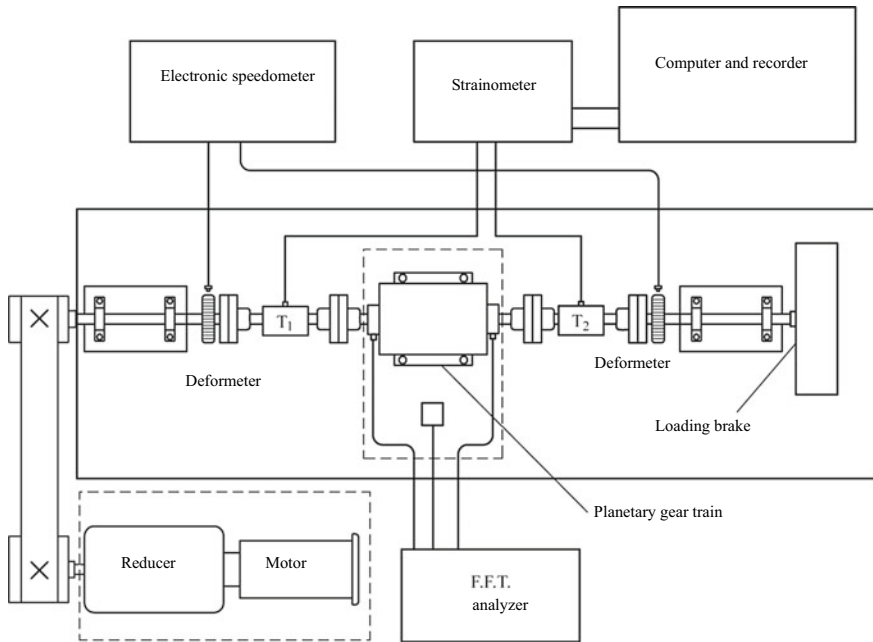 Electronic speedometer
Strainometer
Computer and recorder
T1
T2
Deformeter
Deformeter
Loading brake
Planetary gear train
Reducer
Motor
F.F.T.
analyzer